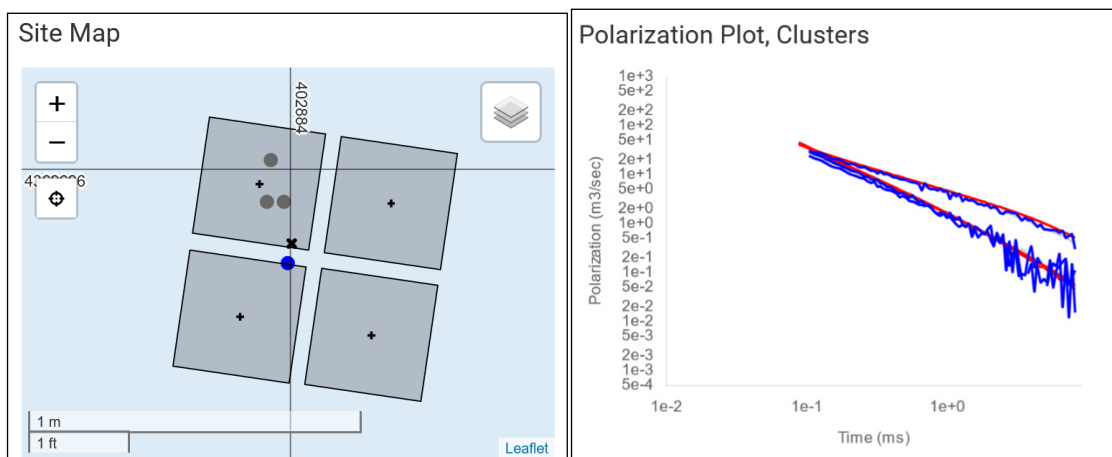 Site Map
+
−
402884
1 m
1 ft
Leaflet
Polarization Plot, Clusters
Polarization (m3/sec)
1e+3
5e+2
2e+2
1e+2
5e+1
2e+1
1e+1
5e+0
2e+0
1e+0
5e-1
2e-1
1e-1
5e-2
2e-2
1e-2
5e-3
2e-3
1e-3
5e-4
1e-2 1e-1 1e+0
Time (ms)